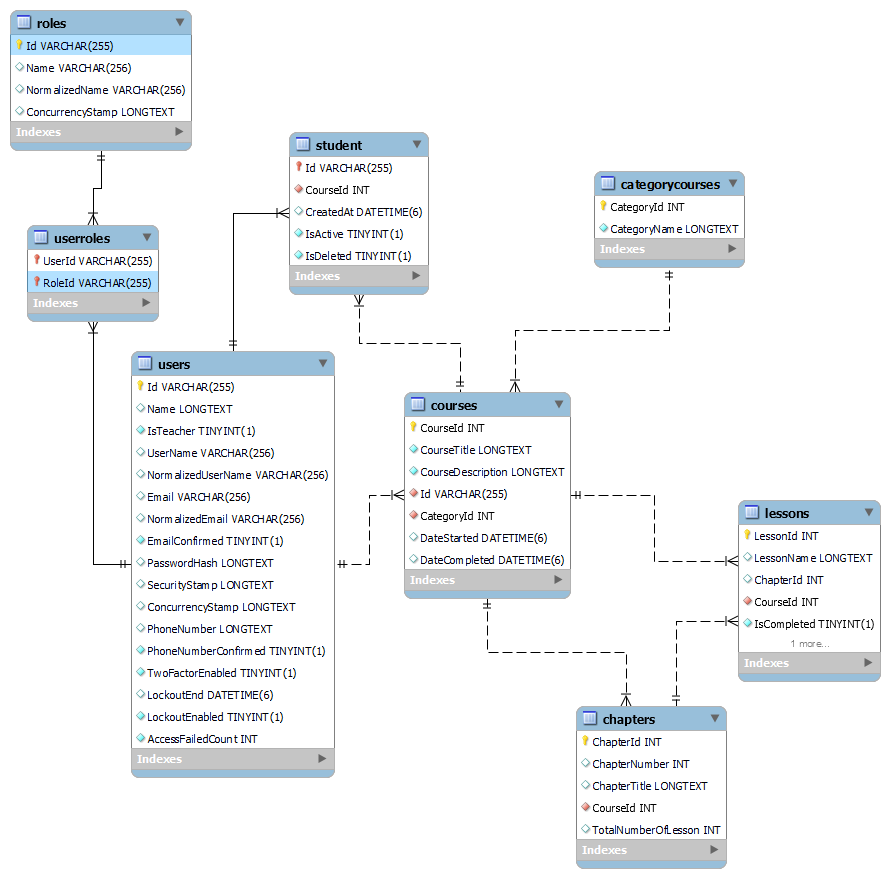 roles
Id VARCHAR(255)
Name VARCHAR(256)
NormalizedName VARCHAR(256)
ConcurrencyStamp LONGTEXT
Indexes
student
Id VARCHAR(255)
CourseId INT
CreatedAt DATETIME(6)
IsActive TINYINT(1)
IsDeleted TINYINT(1)
Indexes
categorycourses
CategoryId INT
CategoryName LONGTEXT
Indexes
userroles
UserId VARCHAR(255)
RoleId VARCHAR(255)
Indexes
users
Id VARCHAR(255)
Name LONGTEXT
IsTeacher TINYINT(1)
UserName VARCHAR(256)
NormalizedUserName VARCHAR(256)
Email VARCHAR(256)
NormalizedEmail VARCHAR(256)
EmailConfirmed TINYINT(1)
PasswordHash LONGTEXT
SecurityStamp LONGTEXT
ConcurrencyStamp LONGTEXT
PhoneNumber LONGTEXT
PhoneNumberConfirmed TINYINT(1)
TwoFactorEnabled TINYINT(1)
LockoutEnd DATETIME(6)
LockoutEnabled TINYINT(1)
AccessFailedCount INT
Indexes
courses
CourseId INT
CourseTitle LONGTEXT
CourseDescription LONGTEXT
Id VARCHAR(255)
CategoryId INT
DateStarted DATETIME(6)
DateCompleted DATETIME(6)
Indexes
lessons
LessonId INT
LessonName LONGTEXT
ChapterId INT
CourseId INT
IsCompleted TINYINT(1)
1 more...
Indexes
chapters
ChapterId INT
ChapterNumber INT
ChapterTitle LONGTEXT
CourseId INT
TotalNumberOfLesson INT
Indexes